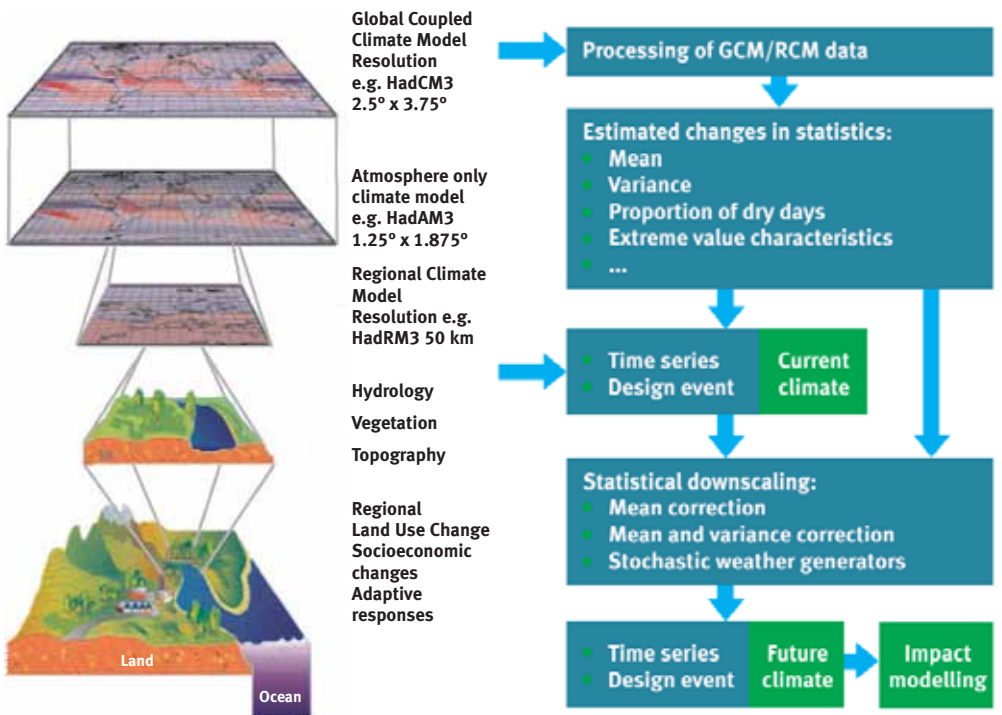 Global Coupled
Climate Model
Resolution
e.g. HadCM3
2.5° x 3.75°
Atmosphere only
climate model
e.g. HadAM3
1.25° x 1.875°
Regional Climate
Model
Resolution e.g.
HadRM3 50 km
Hydrology
Vegetation
Topography
Regional
Land Use Change
Socioeconomic
changes
Adaptive
responses
Land
Ocean
Processing of GCM/RCM data
Estimated changes in statistics:
• Mean
• Variance
• Proportion of dry days
• Extreme value characteristics
• ...
• Time series
• Design event
Current
climate
Statistical downscaling:
• Mean correction
• Mean and variance correction
• Stochastic weather generators
• Time series
• Design event
Future
climate
Impact
modelling